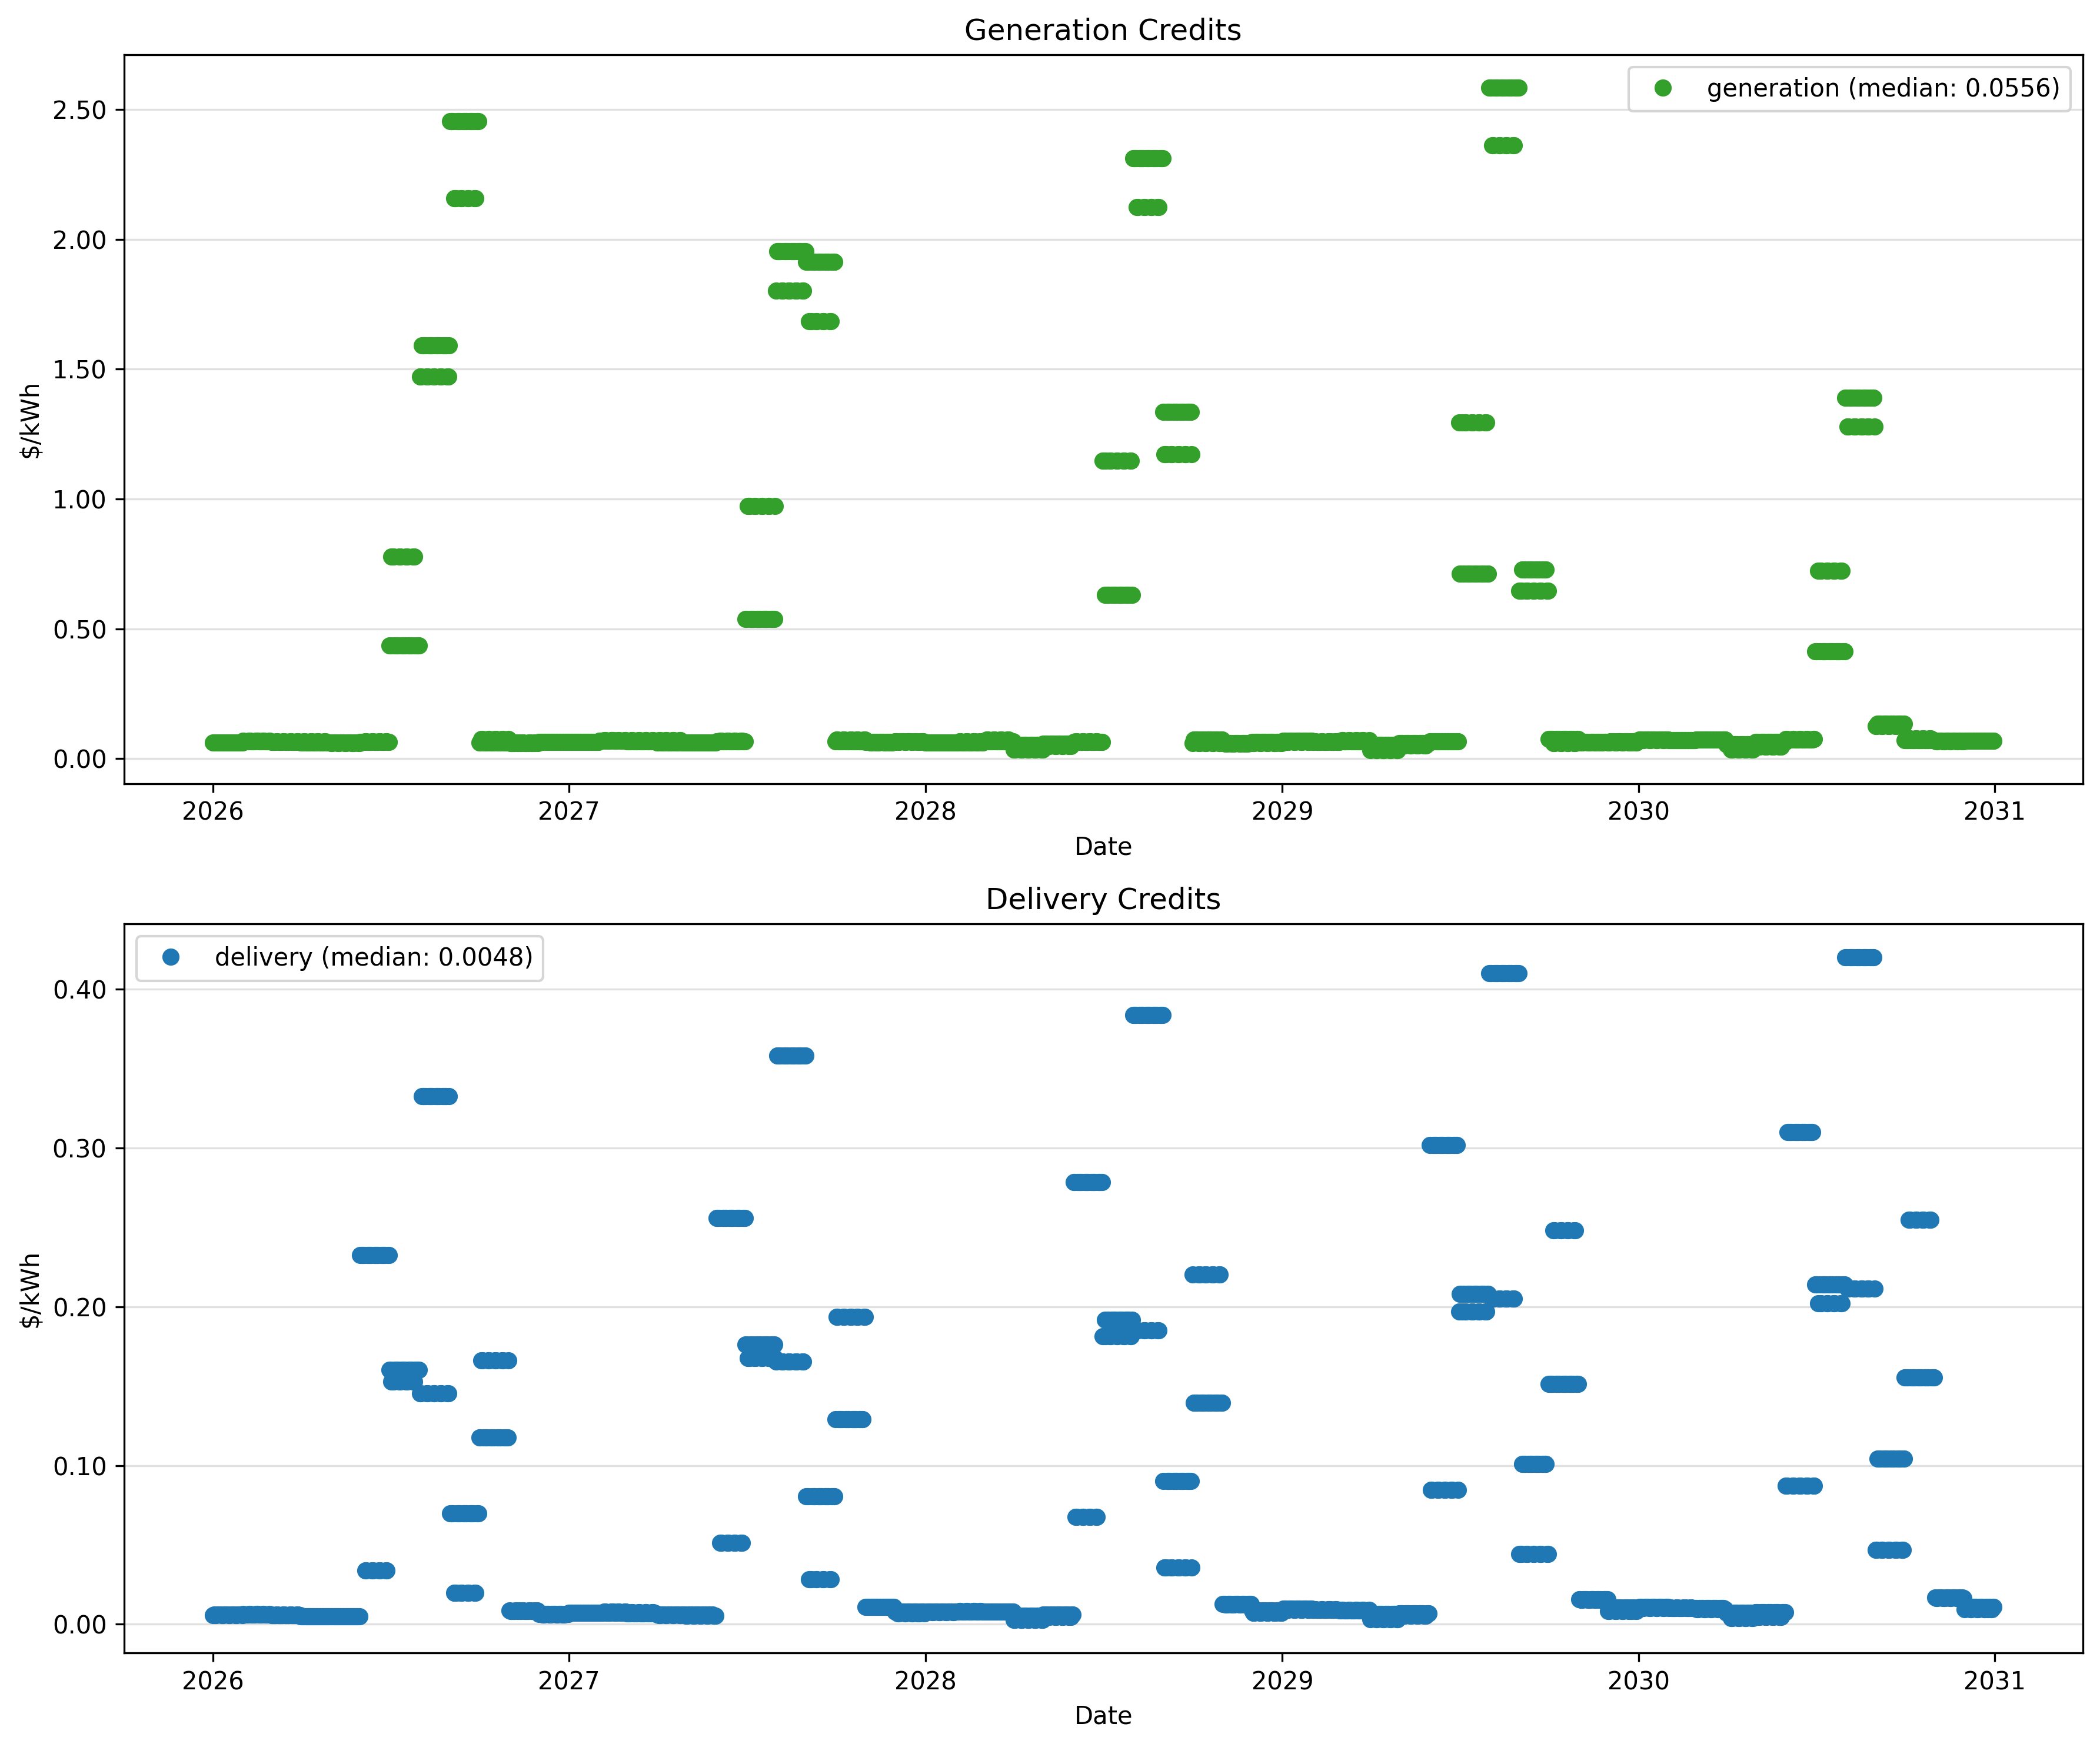 Generation Credits
generation (median: 0.0556)
2.50
2.00
1.50
1.00
0.50
0.00
$/kWh
2026 2027 2028 2029 2030 2031
Date
Delivery Credits
delivery (median: 0.0048)
0.40
0.30
0.20
0.10
0.00
$/kWh
2026 2027 2028 2029 2030 2031
Date